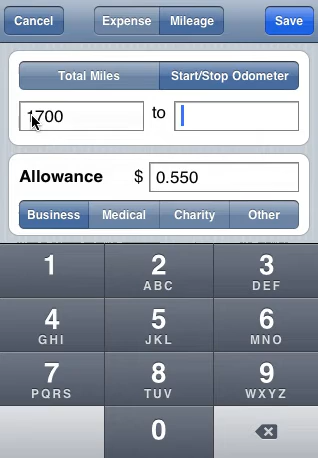 Cancel Expense Mileage Save
Total Miles Start/Stop Odometer
1700 to
Allowance $ 0.550
Business Medical Charity Other
1 2 3
ABC DEF
4 5 6
GHI JKL MNO
7 8 9
PQRS TUV WXYZ
0